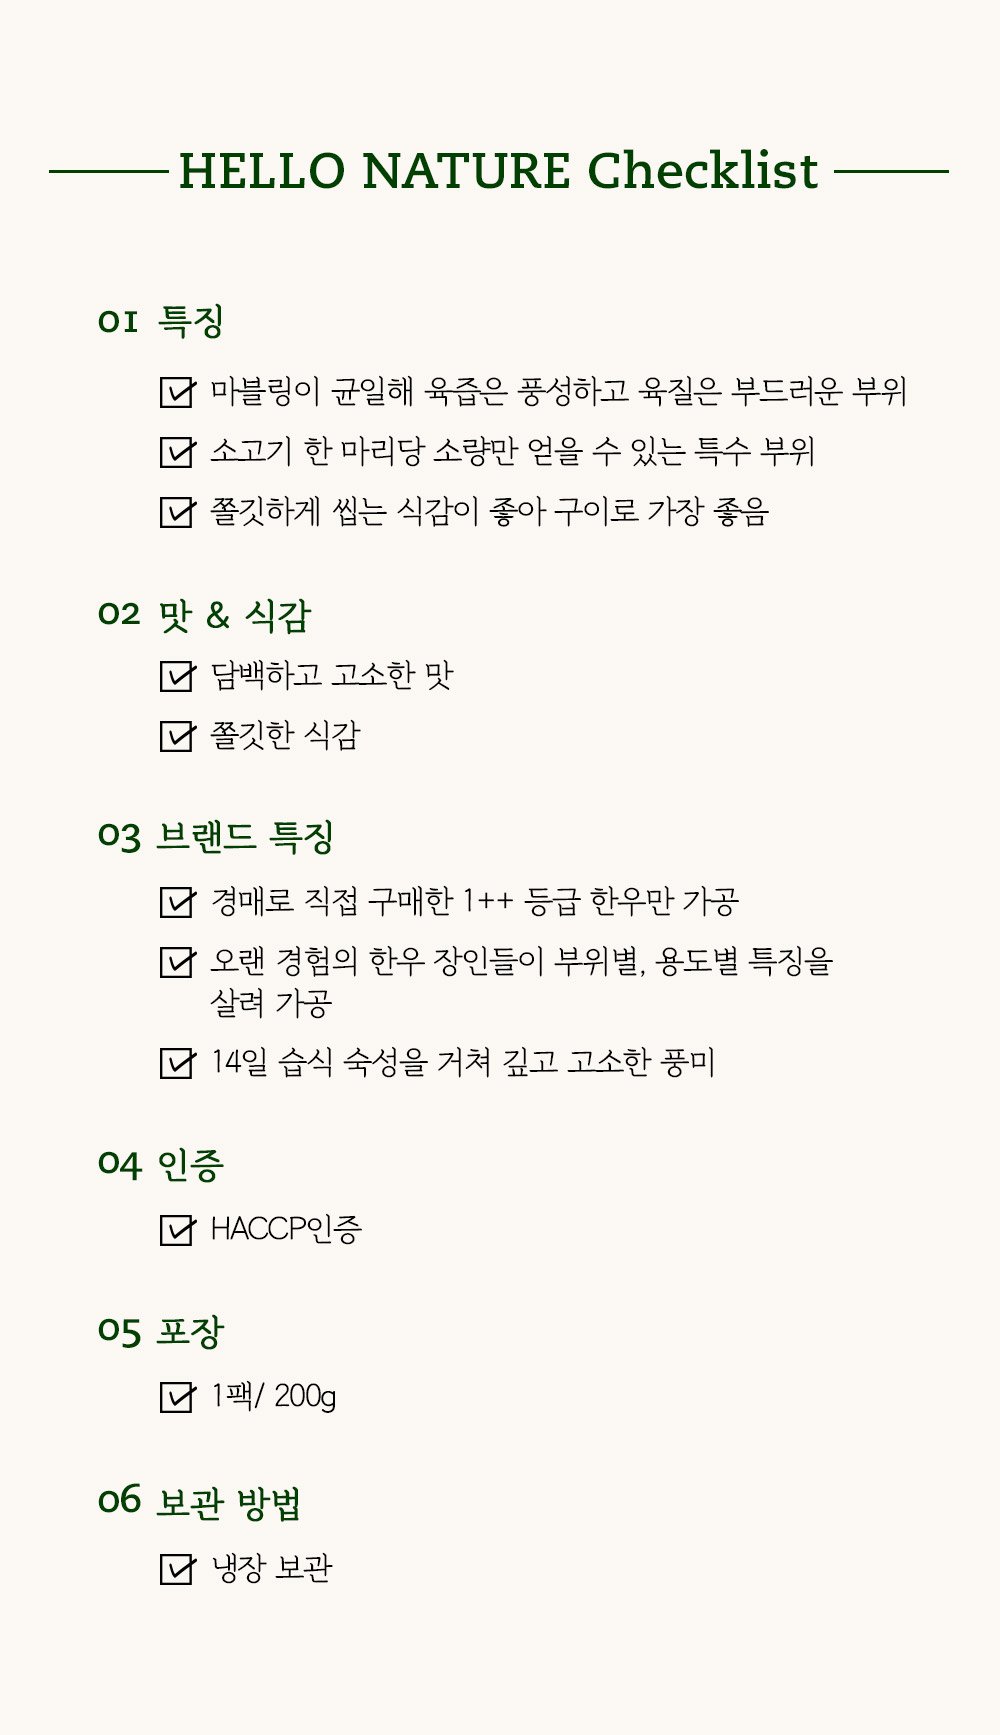 HELLO NATURE Checklist
01 특징
마블링이 균일해 육즙은 풍성하고 육질은 부드러운 부위
소고기 한 마리당 소량만 얻을 수 있는 특수 부위
쫄깃하게 씹는 식감이 좋아 구이로 가장 좋음
02 맛 & 식감
담백하고 고소한 맛
쫄깃한 식감
03 브랜드 특징
경매로 직접 구매한 1++ 등급 한우만 가공
오랜 경험의 한우 장인들이 부위별, 용도별 특징을
살려 가공
14일 습식 숙성을 거쳐 깊고 고소한 풍미
04 인증
HACCP인증
05 포장
1팩/ 200g
06 보관 방법
냉장 보관